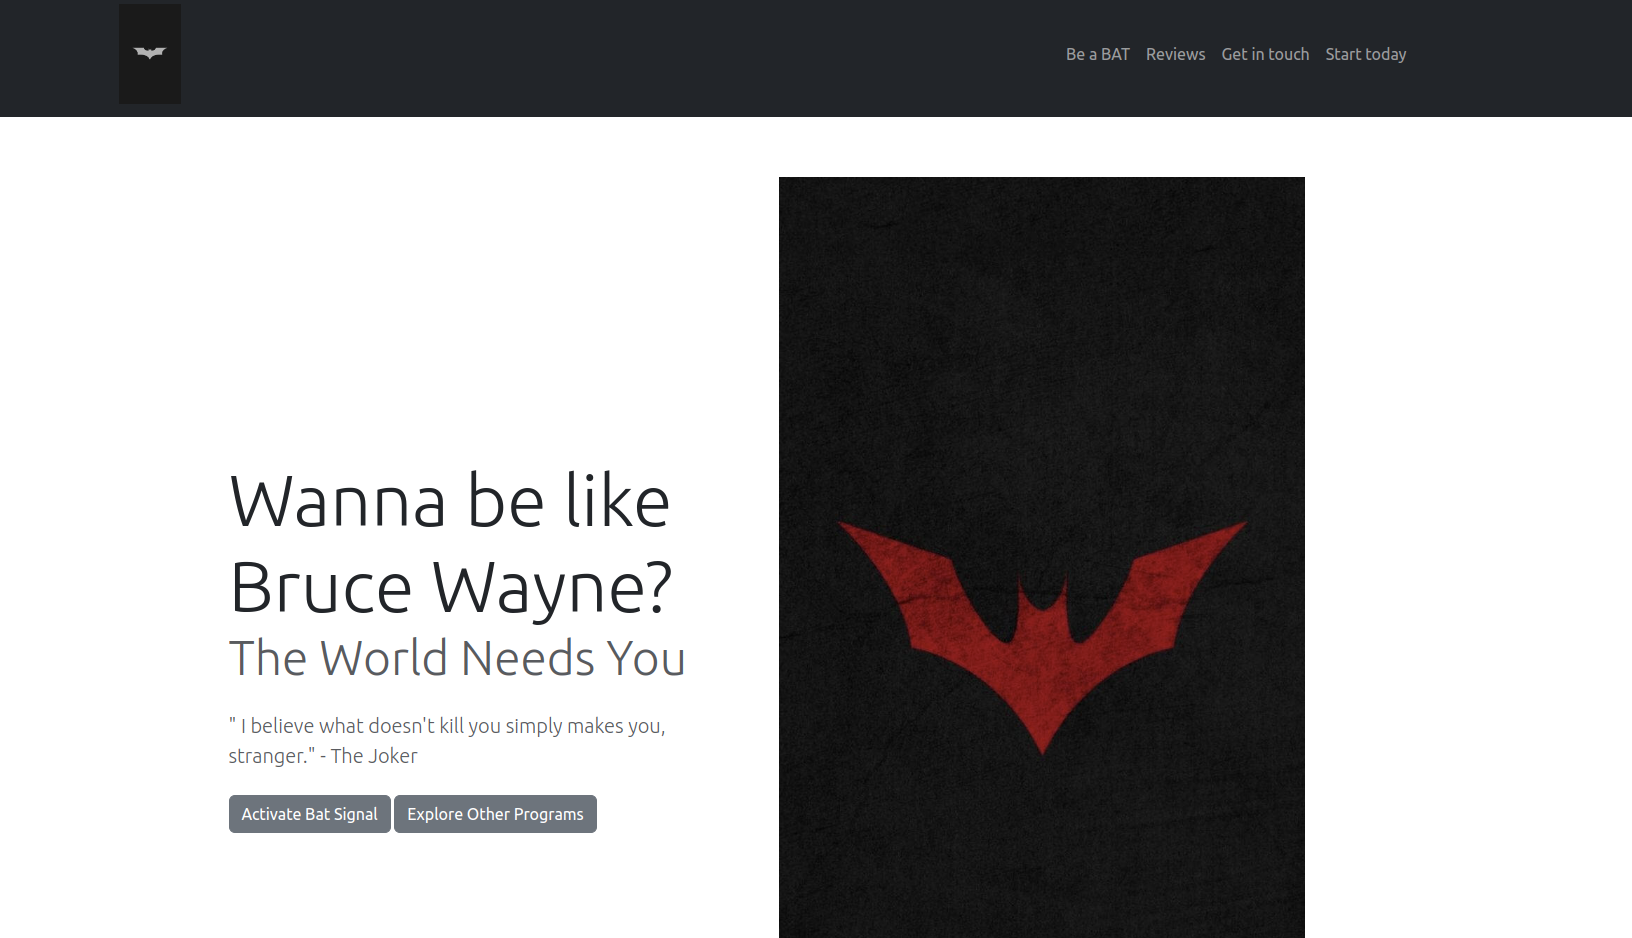 Be a BAT Reviews Get in touch Start today
Wanna be like
Bruce Wayne?
The World Needs You
" I believe what doesn't kill you simply makes you,
stranger." - The Joker
Activate Bat Signal Explore Other Programs